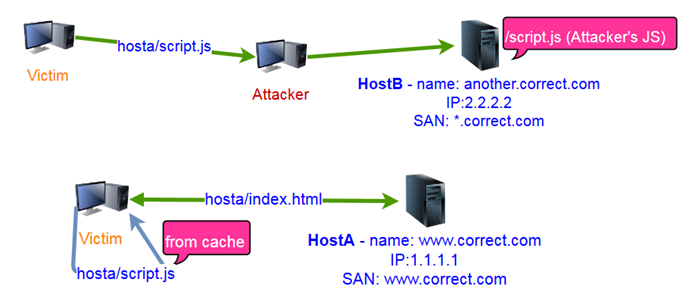 hosta/script.js
/script.js (Attacker's JS)
Victim
Attacker
HostB - name: another.correct.com
IP:2.2.2.2
SAN: *.correct.com
hosta/index.html
Victim
from cache
hosta/script.js
HostA - name: www.correct.com
IP:1.1.1.1
SAN: www.correct.com